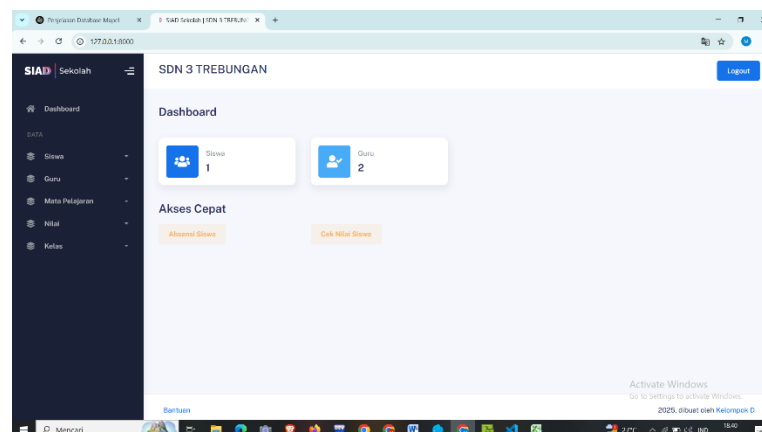 Penjelasan Database Mapel
SIAD Sekolah | SDN 3 TREBUNG
127.0.0.1:8000
SIAD Sekolah
SDN 3 TREBUNGAN
Logout
Dashboard
DATA
Siswa
Guru
Mata Pelajaran
Nilai
Kelas
Dashboard
Siswa
1
Guru
2
Akses Cepat
Absensi Siswa
Cek Nilai Siswa
Activate Windows
Go to Settings to activate Windows.
Bantuan
2025, dibuat oleh Kelompok D
Mencari
27°C
IND
18.40